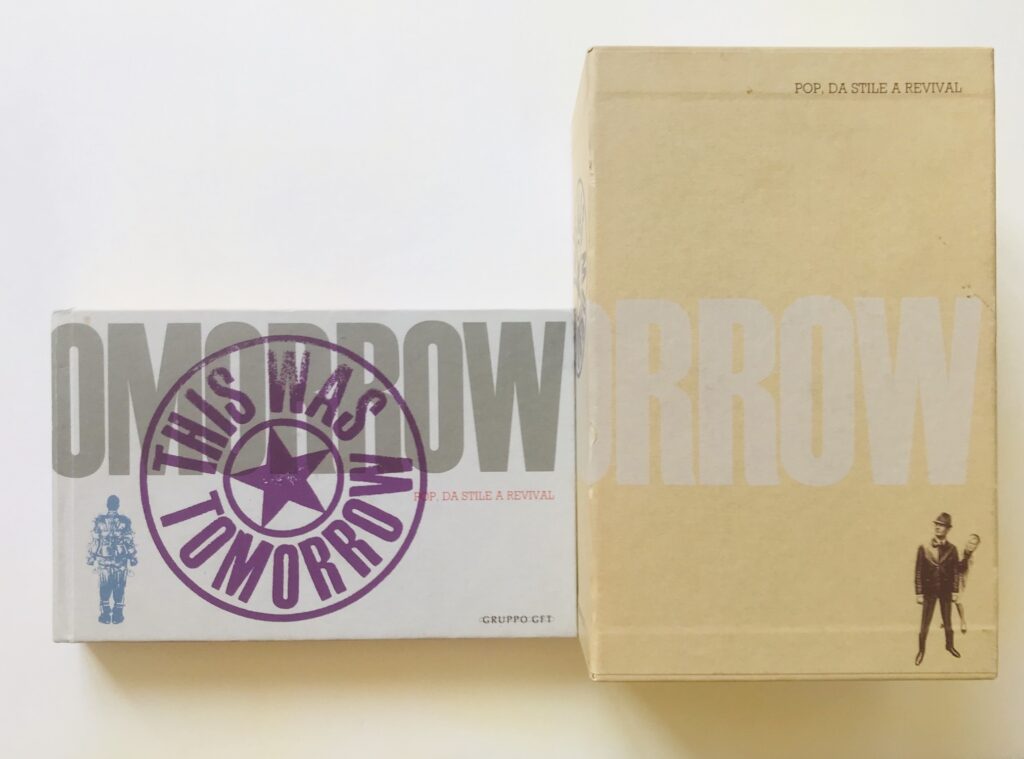 OMORROW
THIS WAS
TOMORROW
POP, DA STILE A REVIVAL
GRUPPO GFT
POP, DA STILE A REVIVAL
ORROW